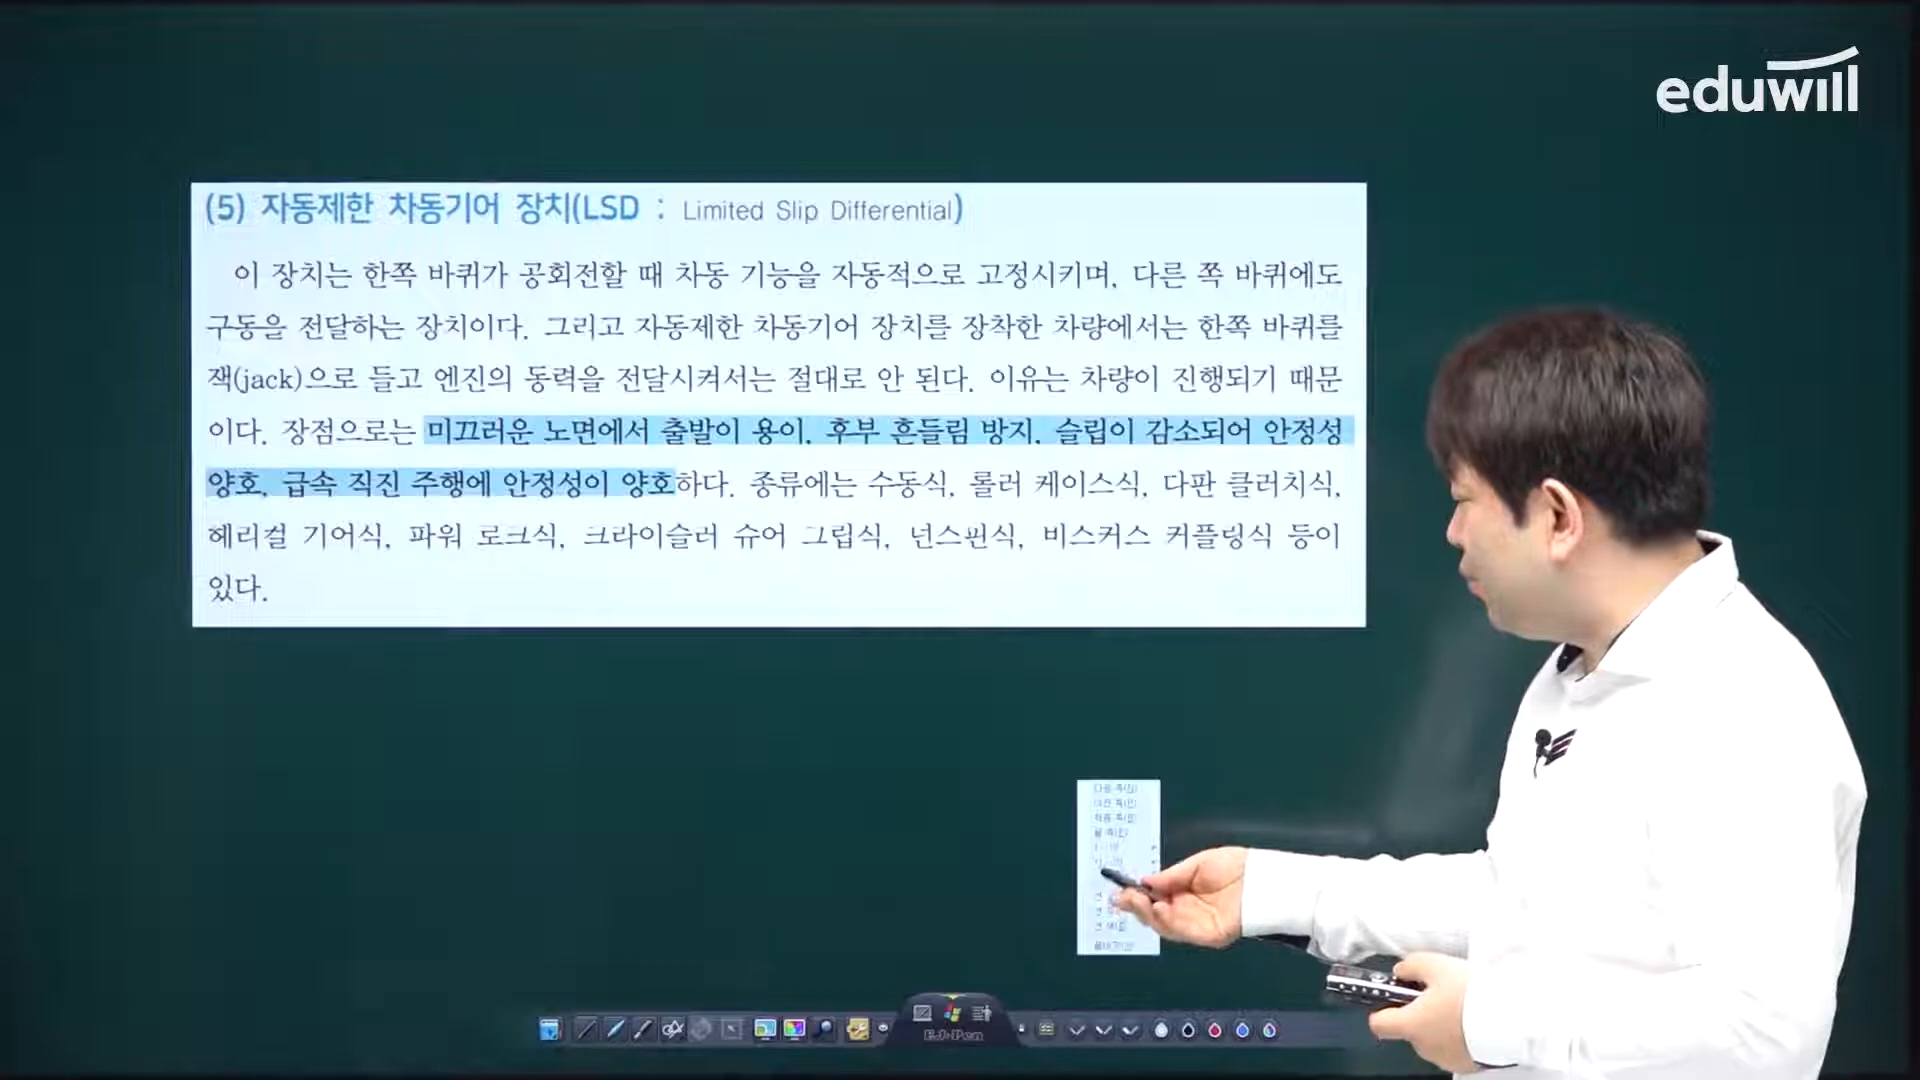 eduwill
(5) 자동제한 차동기어 장치(LSD : Limited Slip Differential)
이 장치는 한쪽 바퀴가 공회전할 때 차동 기능을 자동적으로 고정시키며, 다른 쪽 바퀴에도
구동을 전달하는 장치이다. 그리고 자동제한 차동기어 장치를 장착한 차량에서는 한쪽 바퀴를
잭(jack)으로 들고 엔진의 동력을 전달시켜서는 절대로 안 된다. 이유는 차량이 진행되기 때문
이다. 장점으로는 미끄러운 노면에서 출발이 용이, 후부 흔들림 방지, 슬립이 감소되어 안정성
양호, 급속 직진 주행에 안정성이 양호하다. 종류에는 수동식, 롤러 케이스식, 다판 클러치식,
헤리컬 기어식, 파워 로크식, 크라이슬러 슈어 그립식, 넌스핀식, 비스커스 커플링식 등이
있다.